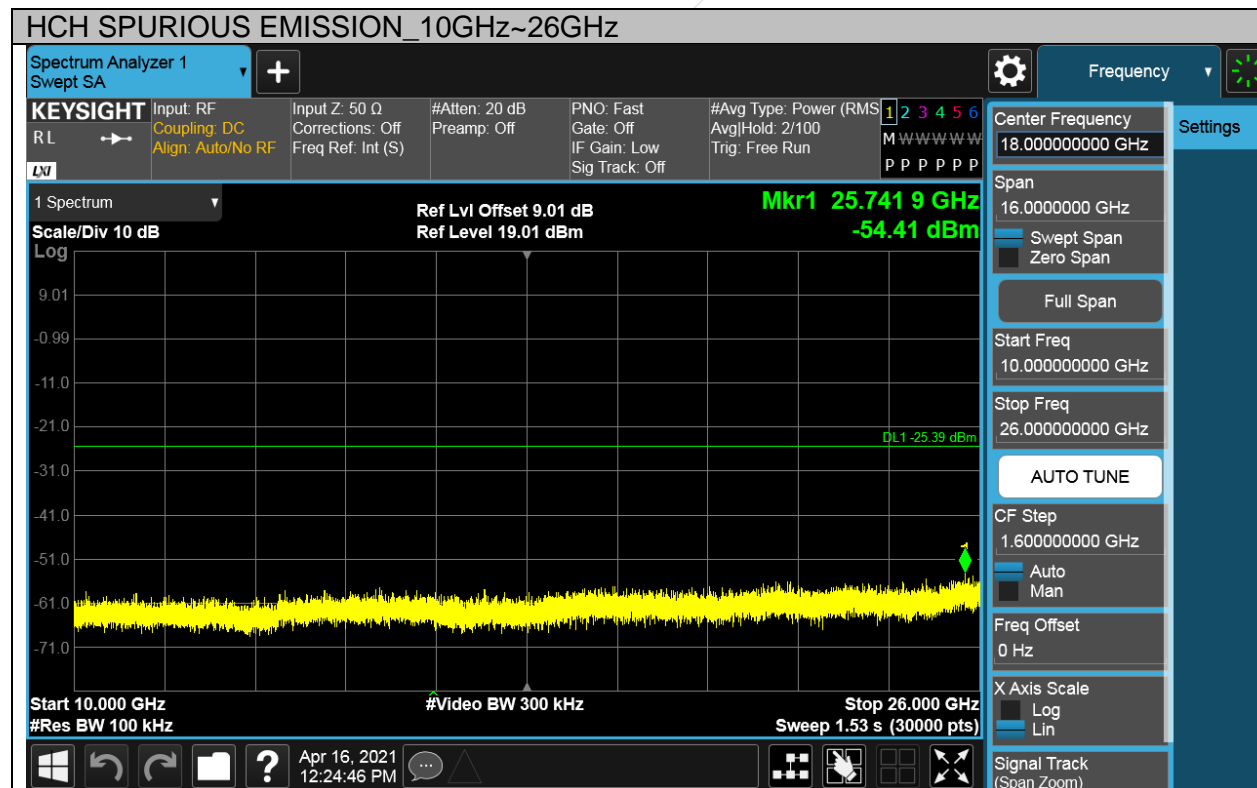 HCH SPURIOUS EMISSION_10GHz~26GHz
Spectrum Analyzer 1
Swept SA
Frequency
KEYSIGHT
RL
LXI
Input: RF
Coupling: DC
Align: Auto/No RF
Input Z: 50 Ω
Corrections: Off
Freq Ref: Int (S)
#Atten: 20 dB
Preamp: Off
PNO: Fast
Gate: Off
IF Gain: Low
Sig Track: Off
#Avg Type: Power (RMS
Avg|Hold: 2/100
Trig: Free Run
1 2 3 4 5 6
M W W W W W
P P P P P P
1 Spectrum
Scale/Div 10 dB
Ref Lvl Offset 9.01 dB
Ref Level 19.01 dBm
Mkr1 25.741 9 GHz
-54.41 dBm
Log
9.01
-0.99
-11.0
-21.0
DL1 -25.39 dBm
-31.0
-41.0
-51.0
1
-61.0
-71.0
Start 10.000 GHz
#Video BW 300 kHz
Stop 26.000 GHz
#Res BW 100 kHz
Sweep 1.53 s (30000 pts)
?
Apr 16, 2021
12:24:46 PM
Center Frequency
18.000000000 GHz
Settings
Span
16.0000000 GHz
Swept Span
Zero Span
Full Span
Start Freq
10.000000000 GHz
Stop Freq
26.000000000 GHz
AUTO TUNE
CF Step
1.600000000 GHz
Auto
Man
Freq Offset
0 Hz
X Axis Scale
Log
Lin
Signal Track
(Span Zoom)